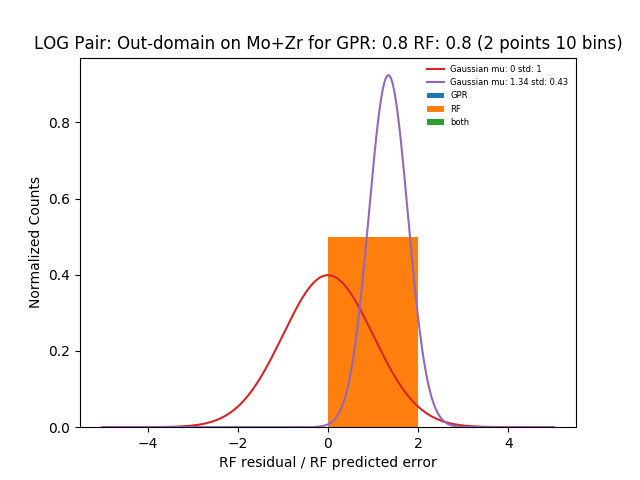 LOG Pair: Out-domain on Mo+Zr for GPR: 0.8 RF: 0.8 (2 points 10 bins)
Gaussian mu: 0 std: 1
Gaussian mu: 1.34 std: 0.43
GPR
RF
both
Normalized Counts
0.8
0.6
0.4
0.2
0.0
−4 −2 0 2 4
RF residual / RF predicted error